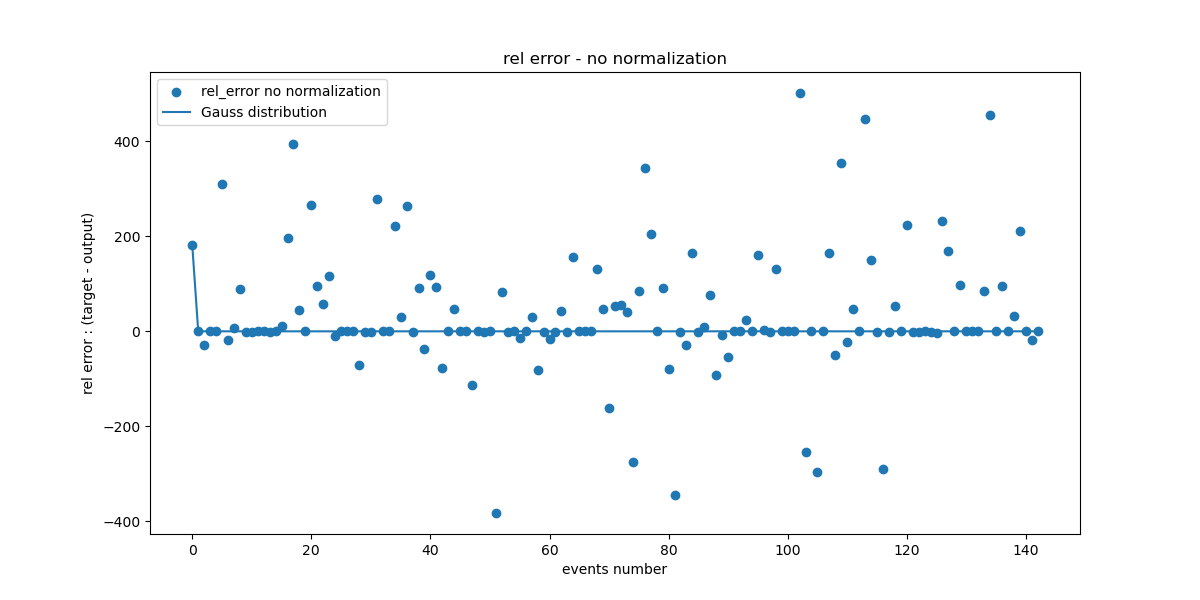 rel error - no normalization
rel_error no normalization
Gauss distribution
rel error : (target - output)
400
200
0
−200
−400
0 20 40 60 80 100 120 140
events number